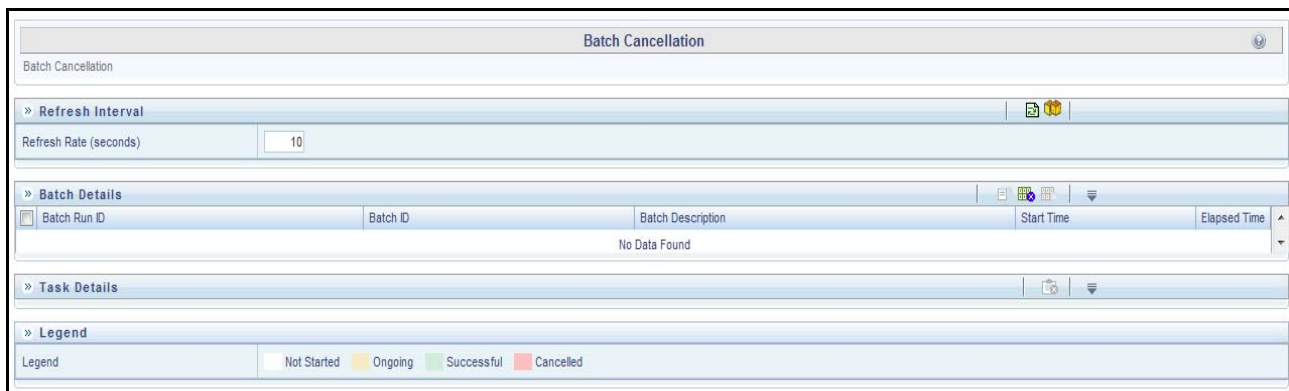 Batch Cancellation
Batch Cancellation
» Refresh Interval
Refresh Rate (seconds) 10
» Batch Details
Batch Run ID Batch ID Batch Description Start Time Elapsed Time
No Data Found
» Task Details
» Legend
Legend Not Started Ongoing Successful Cancelled